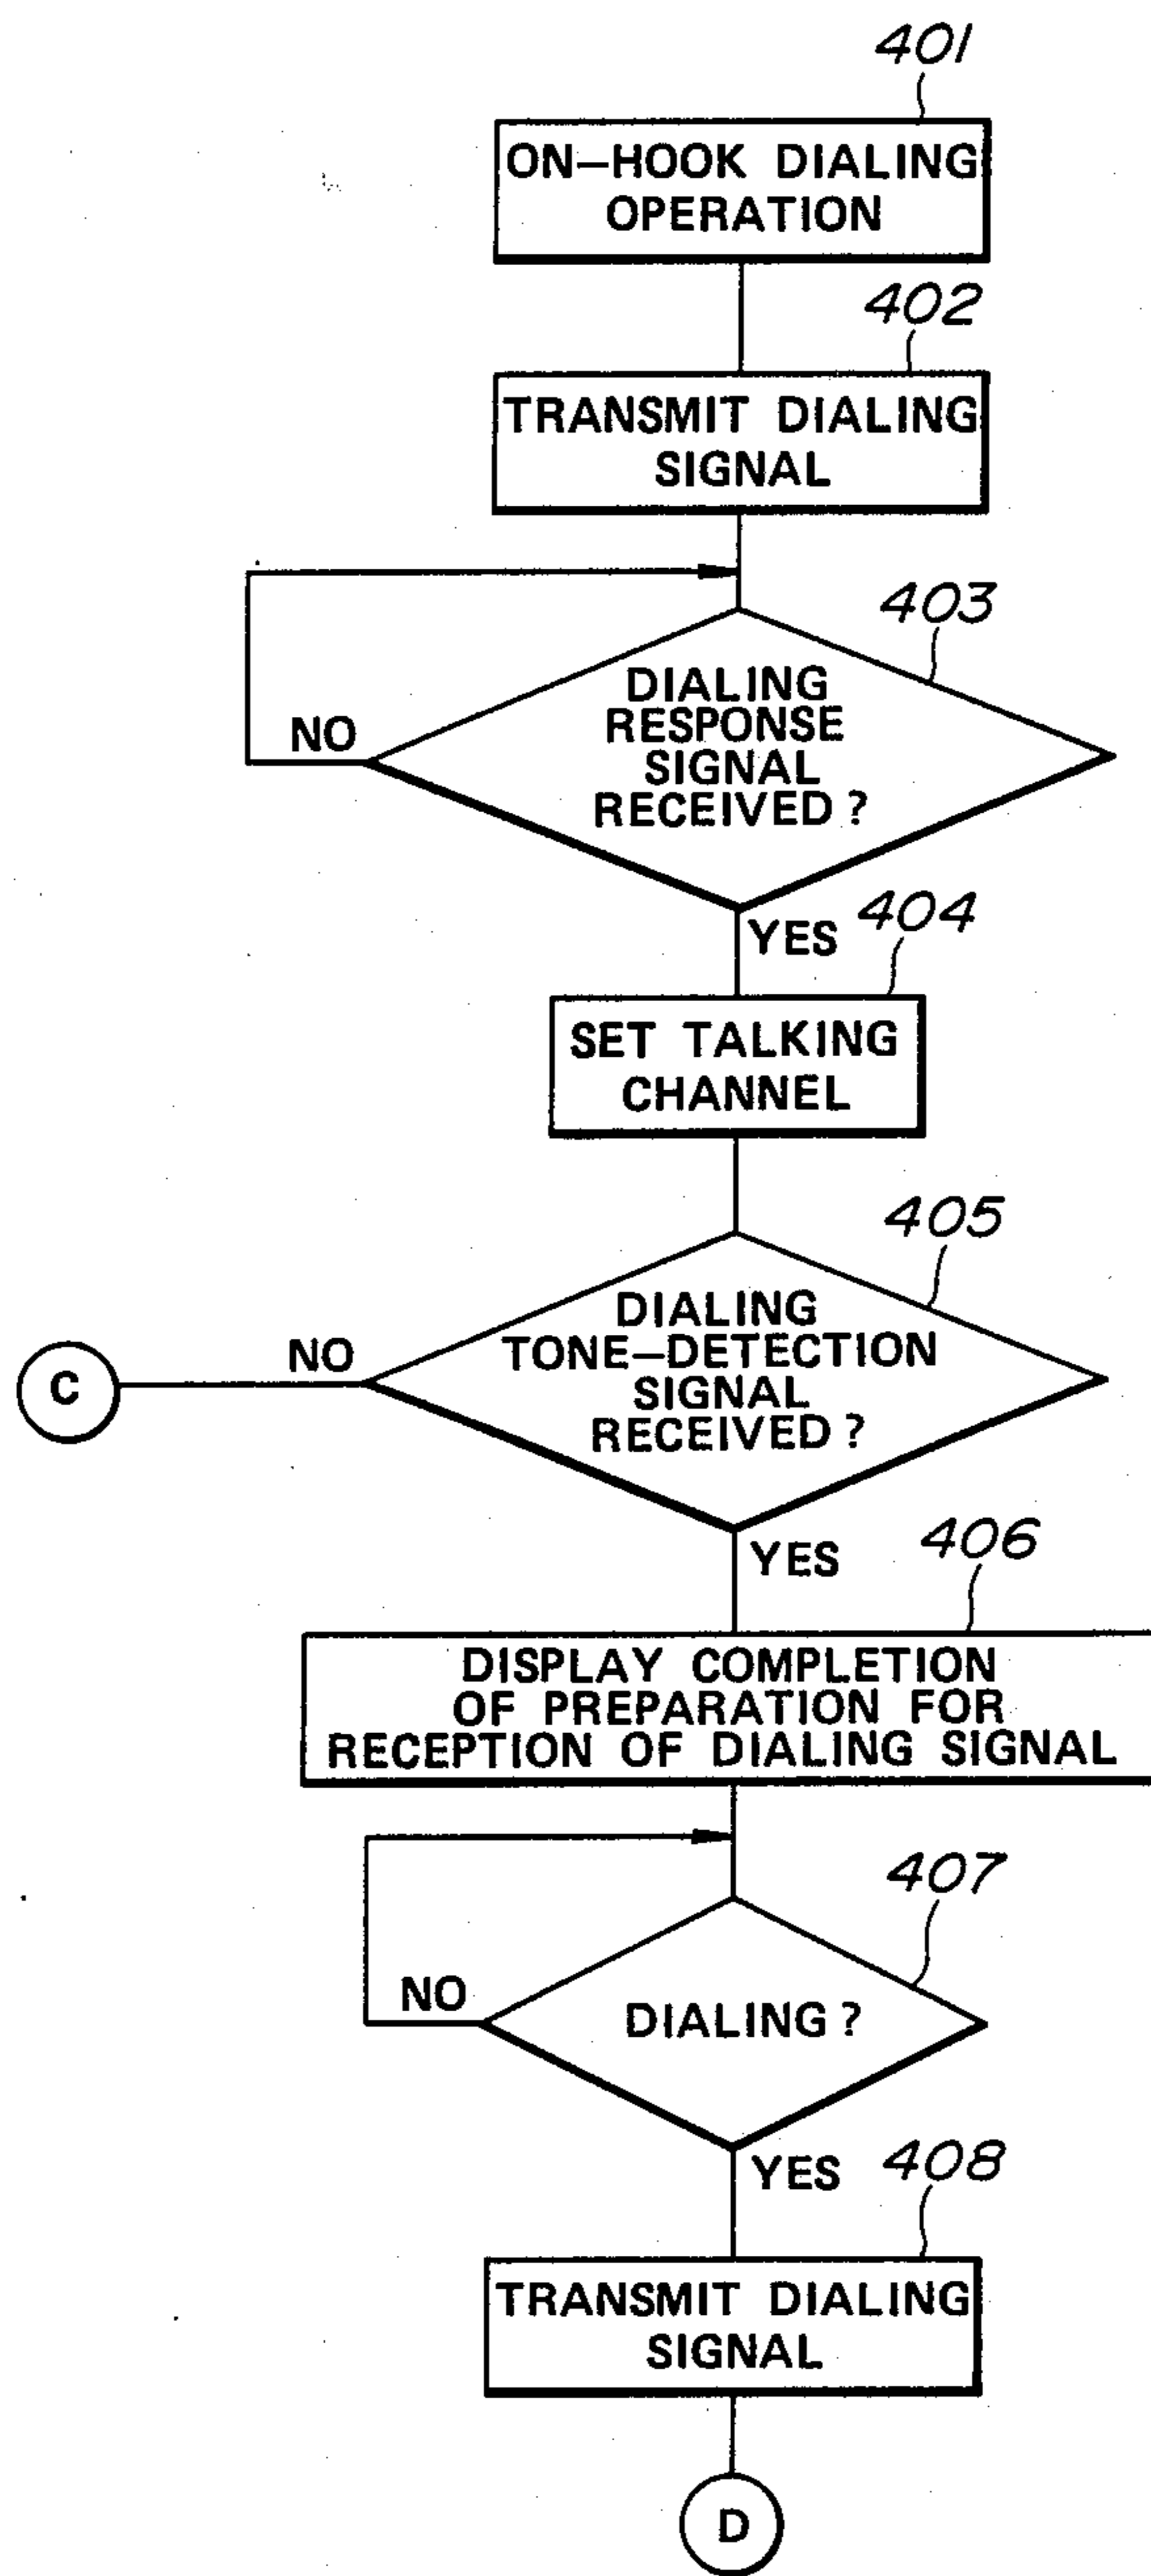 401
ON-HOOK DIALING
OPERATION
402
TRANSMIT DIALING
SIGNAL
403
DIALING
RESPONSE
SIGNAL
RECEIVED?
NO
YES
404
SET TALKING
CHANNEL
405
DIALING
TONE-DETECTION
SIGNAL
RECEIVED?
NO
C
YES
406
DISPLAY COMPLETION
OF PREPARATION FOR
RECEPTION OF DIALING SIGNAL
407
DIALING?
NO
YES
408
TRANSMIT DIALING
SIGNAL
D